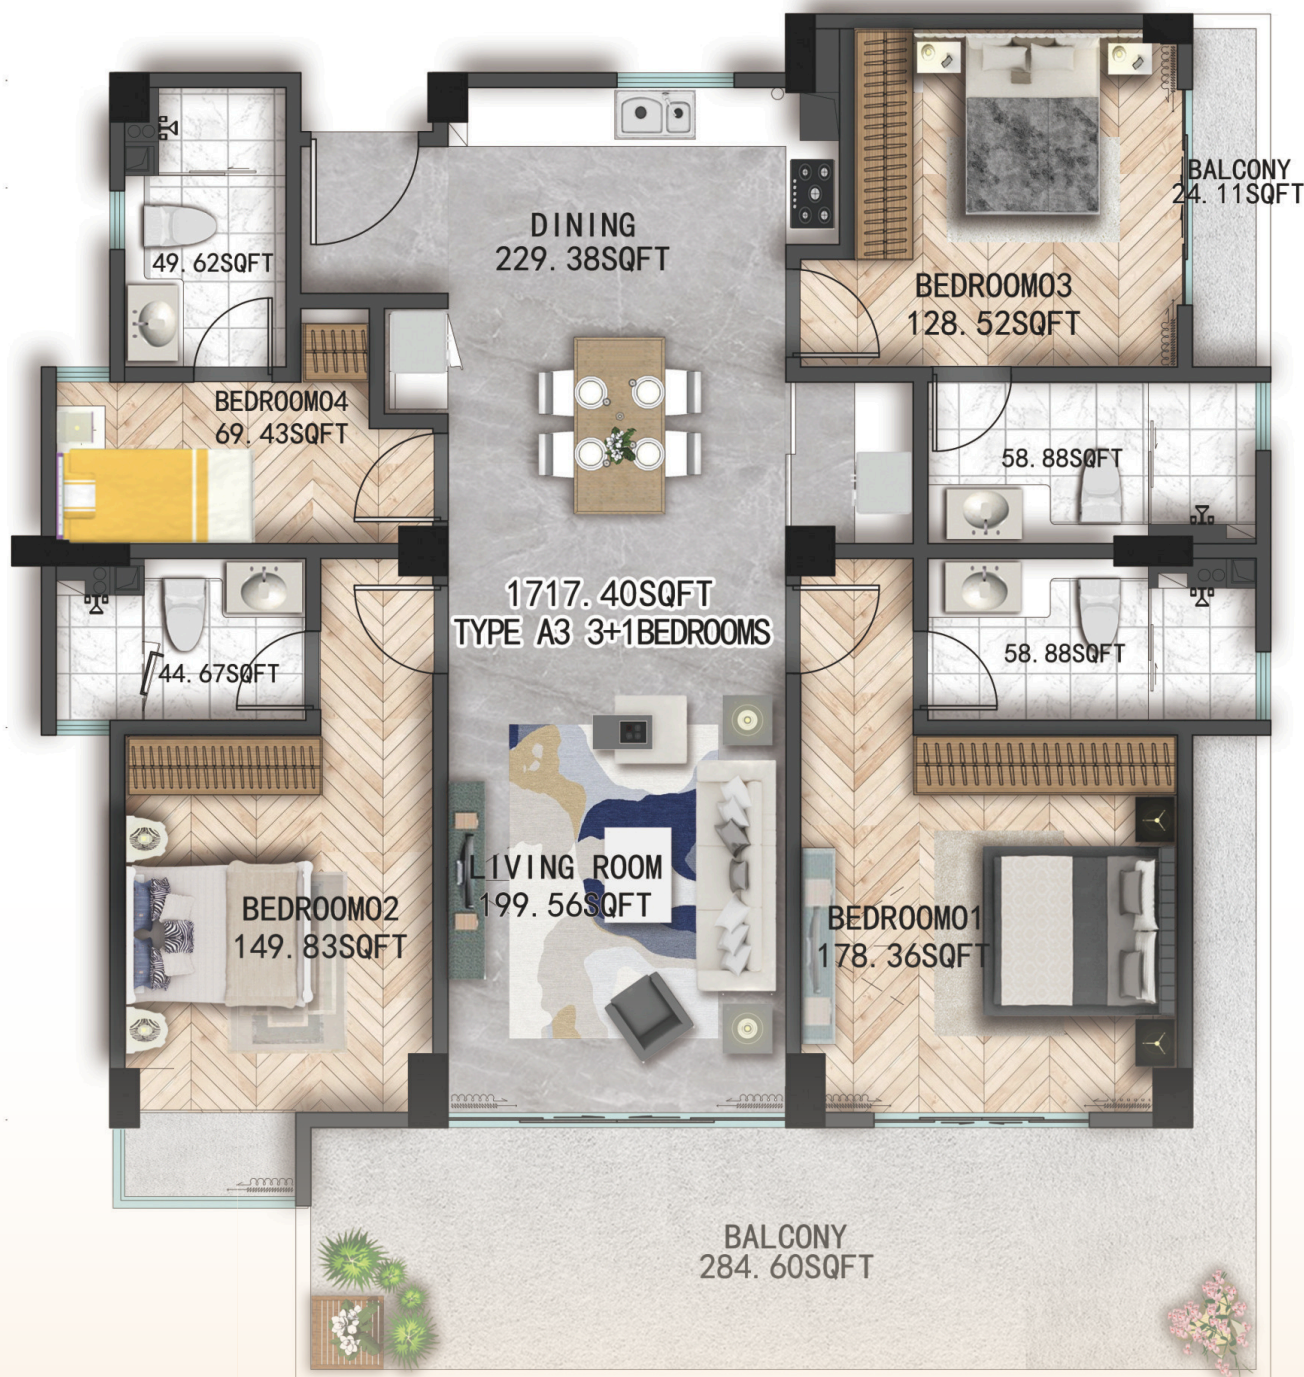 BALCONY
24.11SQFT
DINING
229.38SQFT
49.62SQFT
BEDROOM03
128.52SQFT
BEDROOM04
69.43SQFT
58.88SQFT
1717.40SQFT
TYPE A3 3+1BEDROOMS
44.67SQFT
58.88SQFT
LIVING ROOM
199.56SQFT
BEDROOM02
149.83SQFT
BEDROOM01
178.36SQFT
BALCONY
284.60SQFT